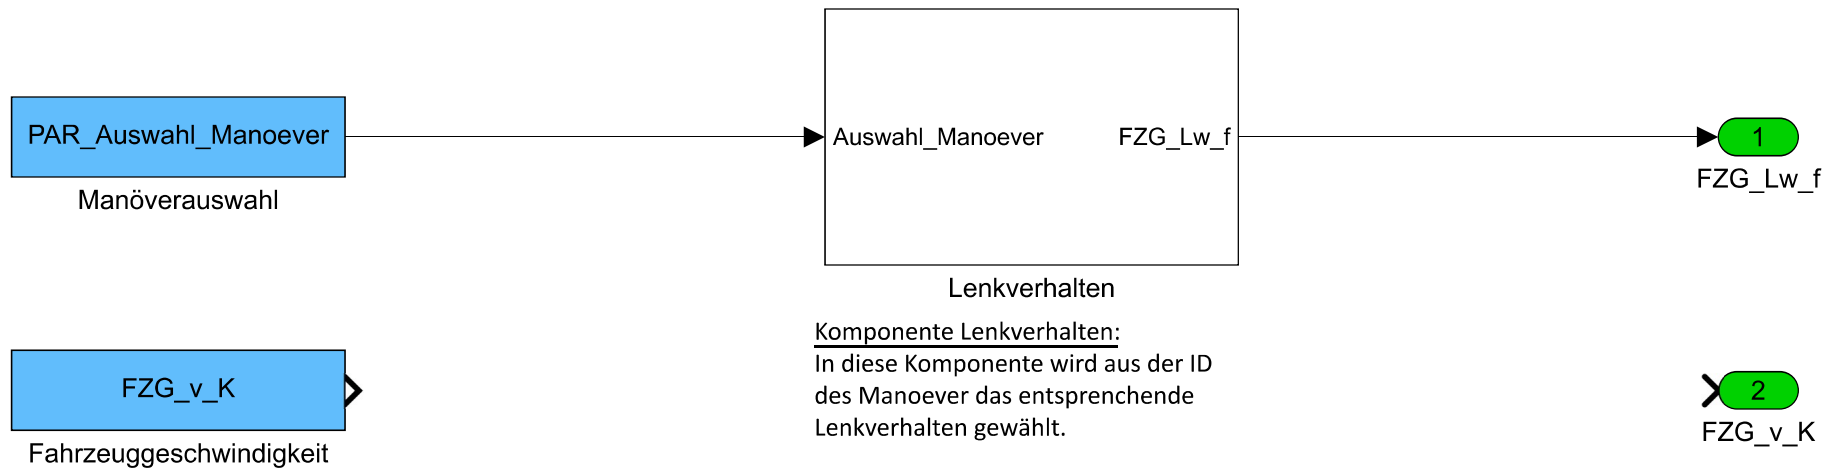 PAR_Auswahl_Manoever
Manöverauswahl
Auswahl_Manoever
FZG_Lw_f
Lenkverhalten
1
FZG_Lw_f
Komponente Lenkverhalten:
In diese Komponente wird aus der ID
des Manoever das entsprenchende
Lenkverhalten gewählt.
FZG_v_K
Fahrzeuggeschwindigkeit
2
FZG_v_K